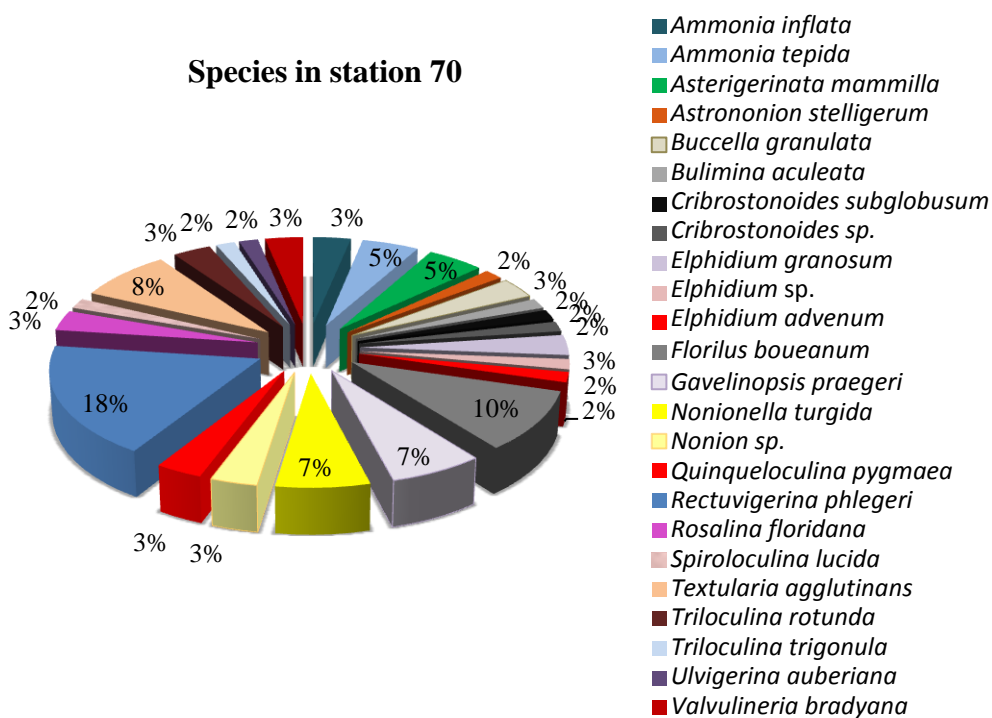 Species in station 70
3%
5%
5%
2%
3%
2%
2%
2%
3%
2%
2%
10%
7%
7%
3%
3%
18%
3%
2%
8%
3%
2%
2%
3%
Ammonia inflata
Ammonia tepida
Asterigerinata mammilla
Astrononion stelligerum
Buccella granulata
Bulimina aculeata
Cribrostonoides subglobusum
Cribrostonoides sp.
Elphidium granosum
Elphidium sp.
Elphidium advenum
Florilus boueanum
Gavelinopsis praegeri
Nonionella turgida
Nonion sp.
Quinqueloculina pygmaea
Rectuvigerina phlegeri
Rosalina floridana
Spiroloculina lucida
Textularia agglutinans
Triloculina rotunda
Triloculina trigonula
Ulvigerina auberiana
Valvulineria bradyana